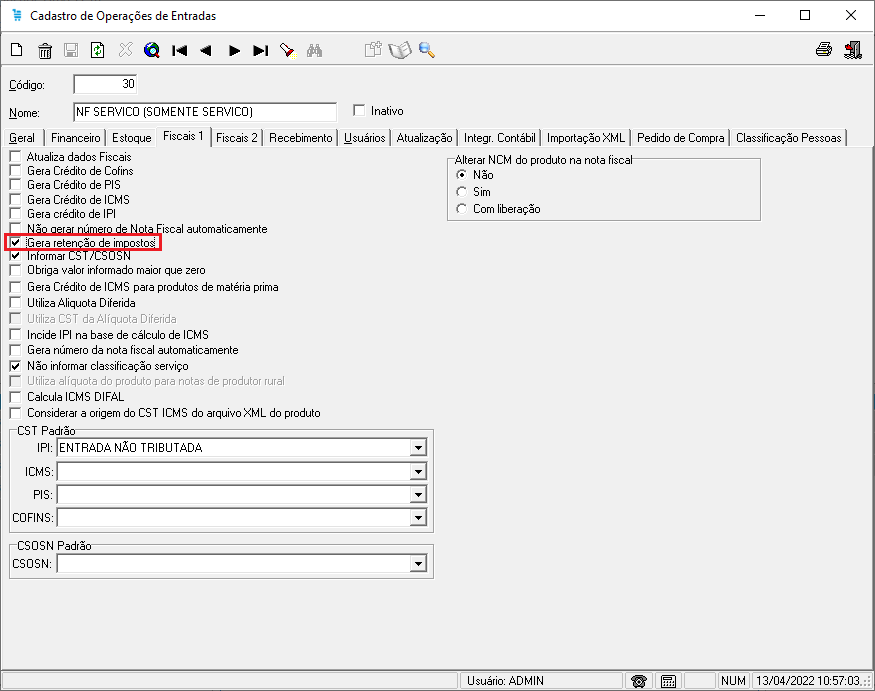 Cadastro de Operações de Entradas
Código: 30
Nome: NF SERVICO (SOMENTE SERVICO) Inativo
Geral Financeiro Estoque Fiscais 1 Fiscais 2 Recebimento Usuários Atualização Integr. Contábil Importação XML Pedido de Compra Classificação Pessoas
Atualiza dados Fiscais
Gera Crédito de Cofins
Gera Crédito de PIS
Gera Crédito de ICMS
Gera crédito de IPI
Não gerar número de Nota Fiscal automaticamente
Gera retenção de impostos
Informar CST/CSOSN
Obriga valor informado maior que zero
Gera Crédito de ICMS para produtos de matéria prima
Utiliza Aliquota Diferida
Utiliza CST da Alíquota Diferida
Incide IPI na base de cálculo de ICMS
Gera número da nota fiscal automaticamente
Não informar classificação serviço
Utiliza alíquota do produto para notas de produtor rural
Calcula ICMS DIFAL
Considerar a origem do CST ICMS do arquivo XML do produto
Alterar NCM do produto na nota fiscal
Não
Sim
Com liberação
CST Padrão
IPI: ENTRADA NÃO TRIBUTADA
ICMS:
PIS:
COFINS:
CSOSN Padrão
CSOSN:
Usuário: ADMIN NUM 13/04/2022 10:57:03